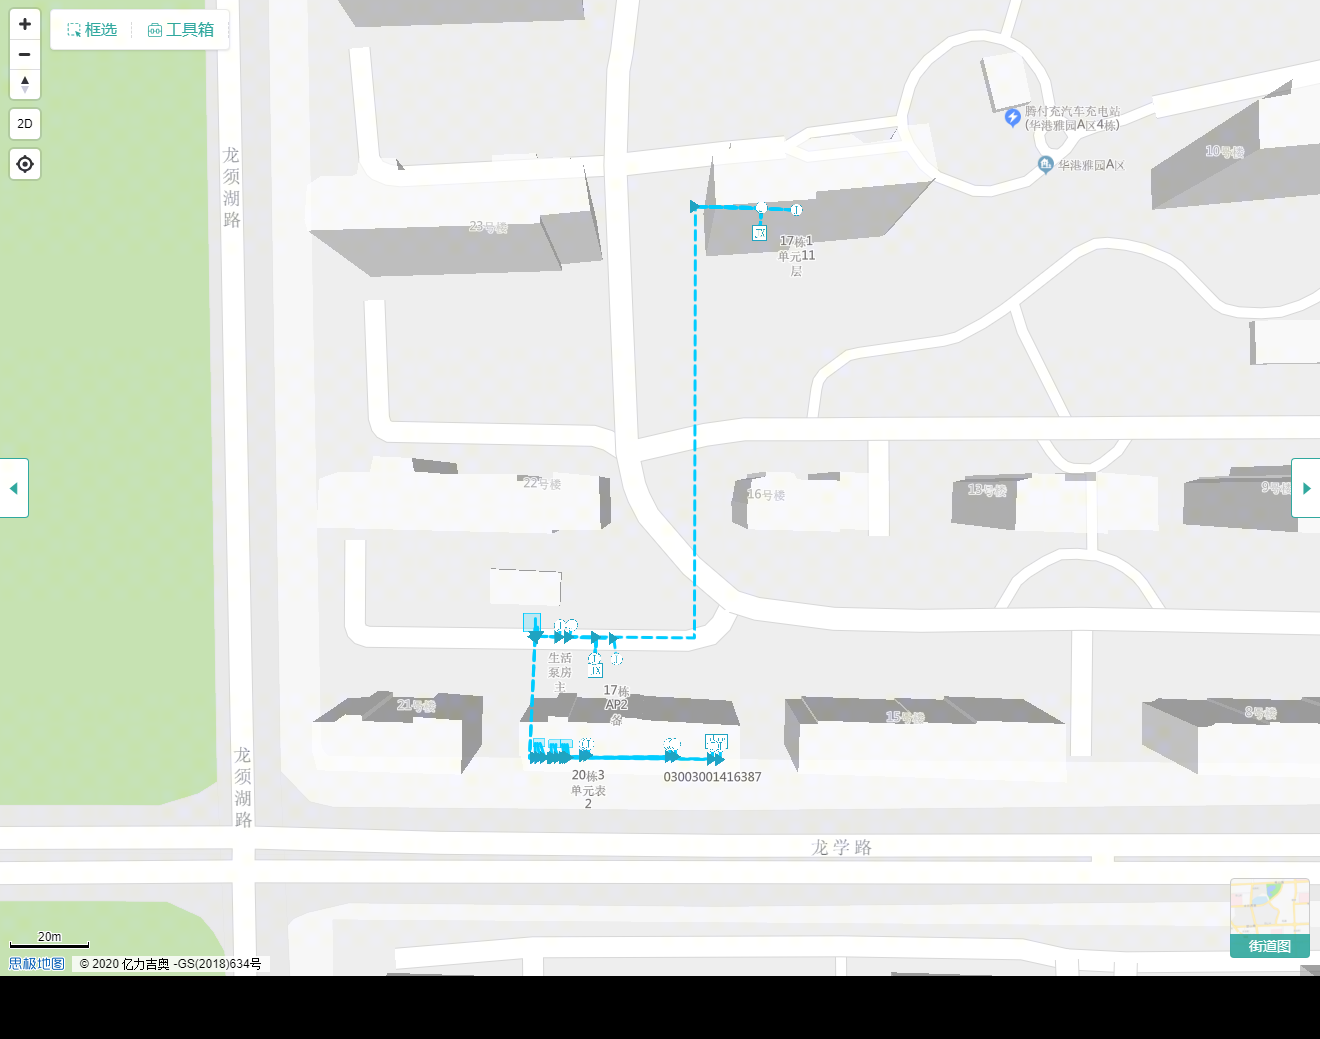 框选
工具箱
2D
龙须湖路
腾付充汽车充电站
(华港雅园A区4栋)
华港雅园A区
10号楼
23号楼
JX
17栋1
单元11
层
22号楼
16号楼
13号楼
9号楼
生活
泵房
主
JX
17栋
AP2
备
21号楼
15号楼
8号楼
20栋3
单元表
2
03003001416387
龙须湖路
龙学路
20m
思极地图
© 2020 亿力吉奥 -GS(2018)634号
街道图